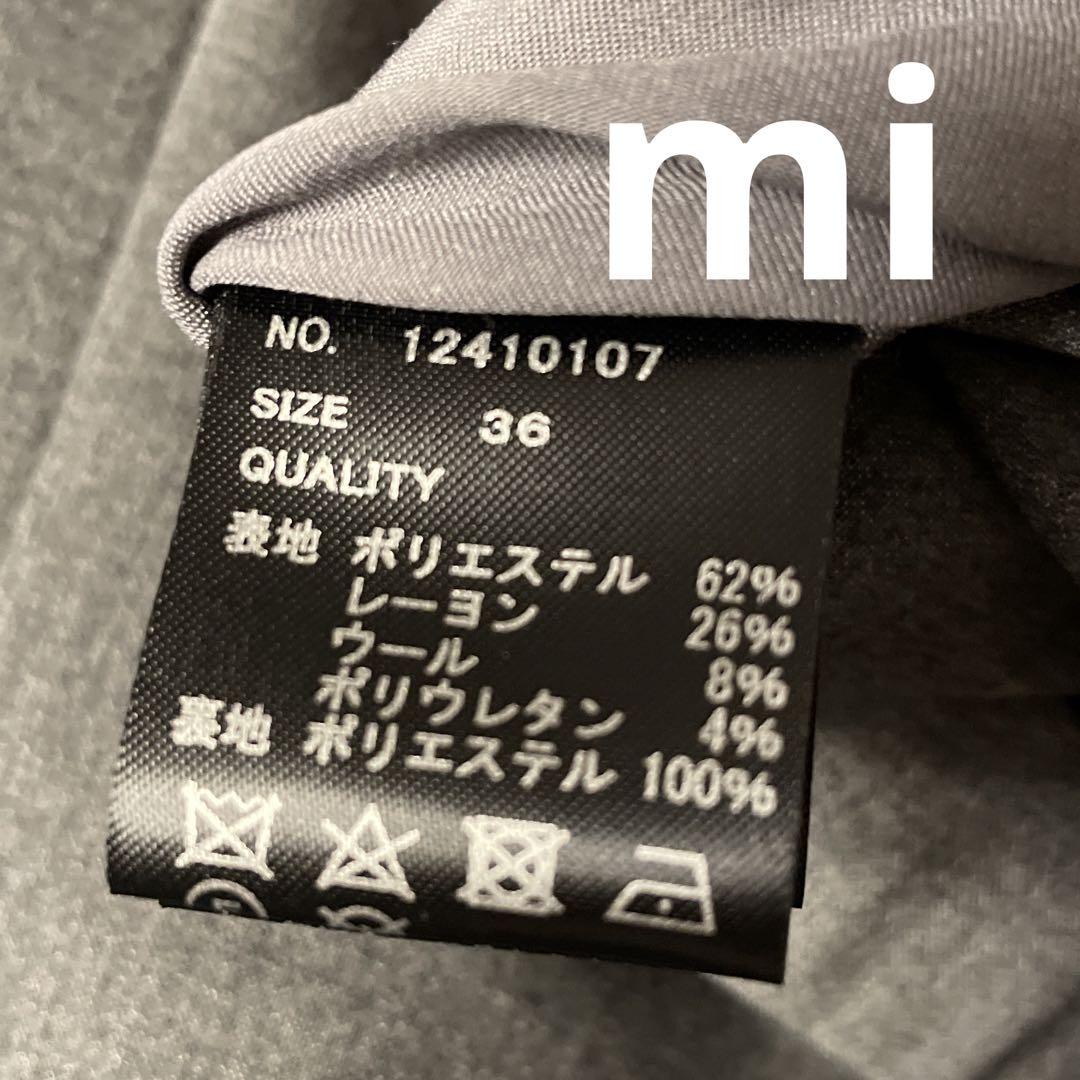 mi
NO. 12410107
SIZE 36
QUALITY
表地 ポリエステル 62%
レーヨン 26%
ウール 8%
ポリウレタン 4%
裏地 ポリエステル 100%